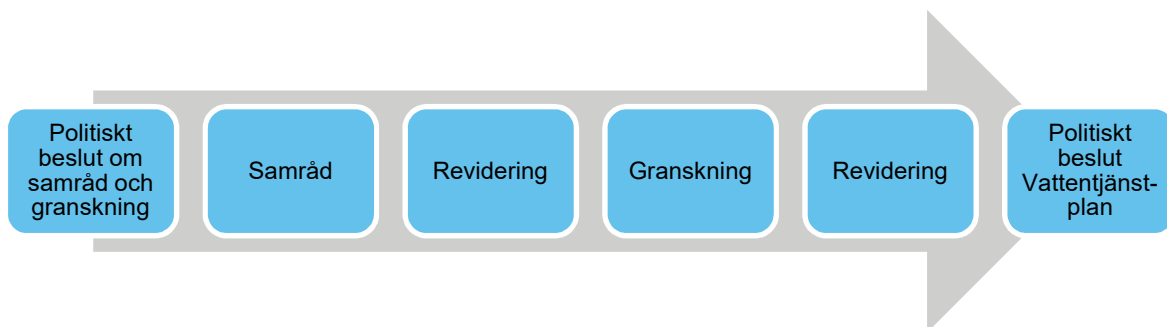 Politiskt
beslut om
samråd och
granskning
Samråd
Revidering
Granskning
Revidering
Politiskt
beslut
Vattentjänst-
plan